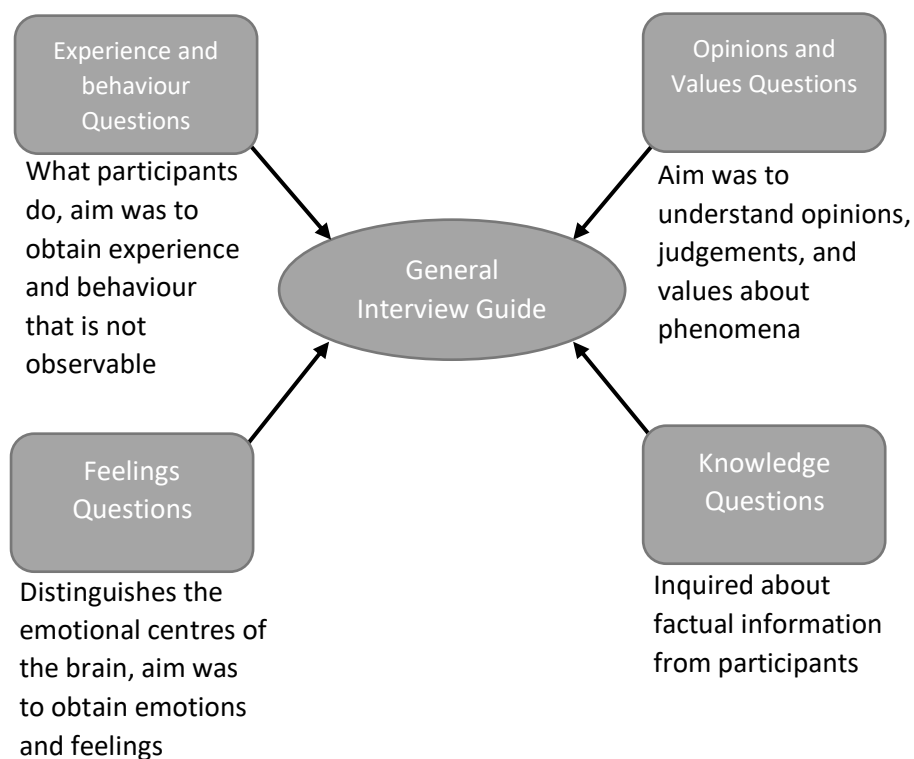 Experience and
behaviour
Questions
What participants
do, aim was to
obtain experience
and behaviour
that is not
observable
Opinions and
Values Questions
Aim was to
understand opinions,
judgements, and
values about
phenomena
General
Interview Guide
Feelings
Questions
Distinguishes the
emotional centres of
the brain, aim was
to obtain emotions
and feelings
Knowledge
Questions
Inquired about
factual information
from participants